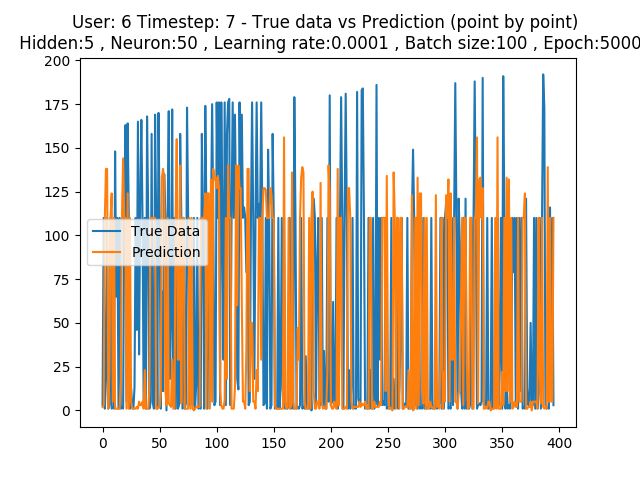 User: 6 Timestep: 7 - True data vs Prediction (point by point)
Hidden:5 , Neuron:50 , Learning rate:0.0001 , Batch size:100 , Epoch:5000
200
175
150
125
100
75
50
25
0
True Data
Prediction
0 50 100 150 200 250 300 350 400